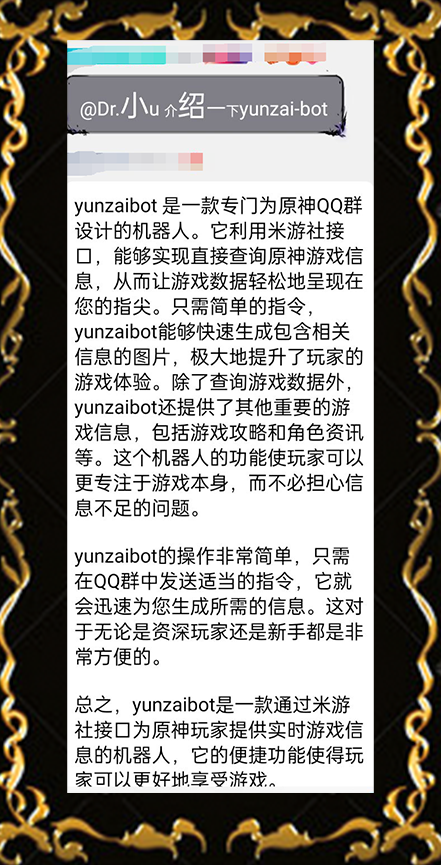 @Dr.小u 介绍一下yunzai-bot
yunzaibot 是一款专门为原神QQ群
设计的机器人。它利用米游社接
口，能够实现直接查询原神游戏信
息，从而让游戏数据轻松地呈现在
您的指尖。只需简单的指令，
yunzaibot能够快速生成包含相关
信息的图片，极大地提升了玩家的
游戏体验。除了查询游戏数据外，
yunzaibot还提供了其他重要的游
戏信息，包括游戏攻略和角色资讯
等。这个机器人的功能使玩家可以
更专注于游戏本身，而不必担心信
息不足的问题。
yunzaibot的操作非常简单，只需
在QQ群中发送适当的指令，它就
会迅速为您生成所需的信息。这对
于无论是资深玩家还是新手都是非
常方便的。
总之，yunzaibot是一款通过米游
社接口为原神玩家提供实时游戏信
息的机器人，它的便捷功能使得玩
家可以更好地享受游戏。